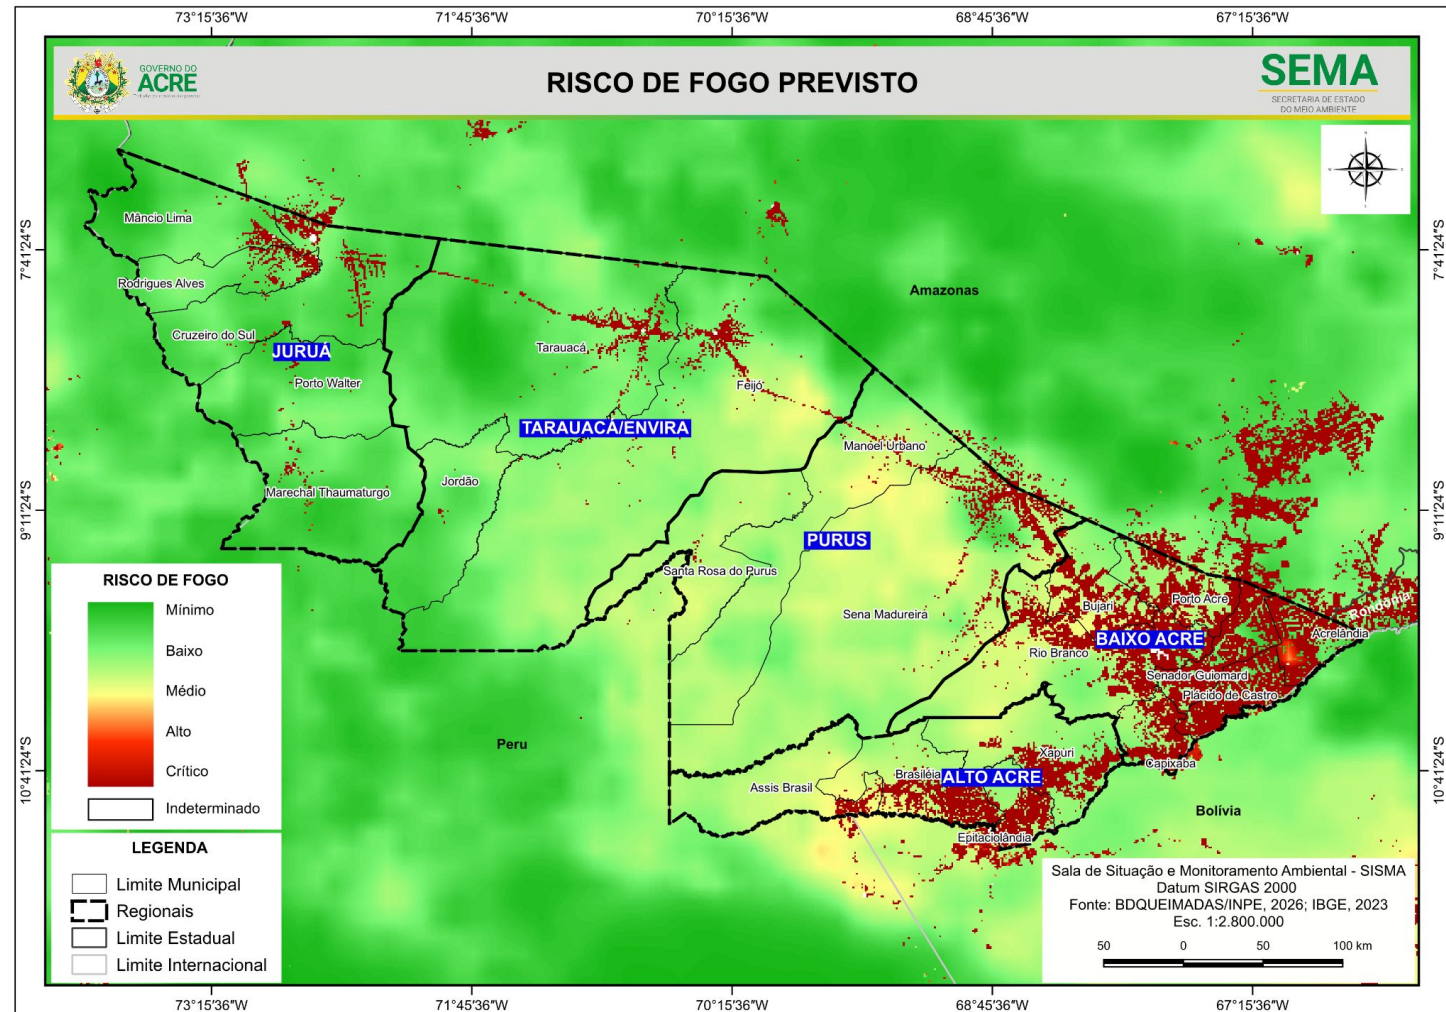 73°15'36"W
71°45'36"W
70°15'36"W
68°45'36"W
67°15'36"W
GOVERNO DO
ACRE
RISCO DE FOGO PREVISTO
SEMA
SECRETARIA DE ESTADO
DO MEIO AMBIENTE
N
Mâncio Lima
7°41'24"S
7°41'24"S
Rodrigues Alves
Amazonas
Cruzeiro do Sul
JURUÁ
Tarauacá
Porto Walter
Feijó
TARAUACÁ/ENVIRA
Manoel Urbano
Jordão
Marechal Thaumaturgo
9°11'24"S
9°11'24"S
PURUS
Santa Rosa do Purus
Porto Acre
Bujari
Rondônia
Sena Madureira
Acrelândia
BAIXO ACRE
Rio Branco
Senador Guiomard
Plácido de Castro
Peru
Xapuri
Capixaba
Brasiléia
ALTO ACRE
Assis Brasil
10°41'24"S
10°41'24"S
Bolívia
Epitaciolândia
RISCO DE FOGO
Mínimo
Baixo
Médio
Alto
Crítico
Indeterminado
LEGENDA
Limite Municipal
Regionais
Limite Estadual
Limite Internacional
Sala de Situação e Monitoramento Ambiental - SISMA
Datum SIRGAS 2000
Fonte: BDQUEIMADAS/INPE, 2026; IBGE, 2023
Esc. 1:2.800.000
50 0 50 100 km
73°15'36"W
71°45'36"W
70°15'36"W
68°45'36"W
67°15'36"W